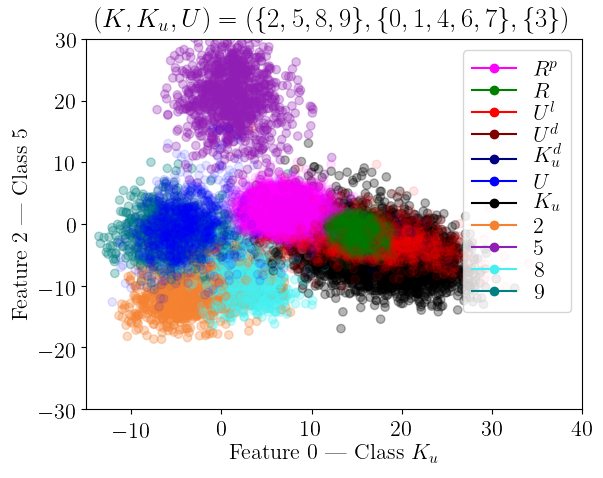 (K, K_u, U) = ({2, 5, 8, 9}, {0, 1, 4, 6, 7}, {3})
30
20
10
0
−10
−20
−30
Feature 2 — Class 5
R^p
R
U^l
U^d
K_u^d
U
K_u
2
5
8
9
−10
0
10
20
30
40
Feature 0 — Class K_u